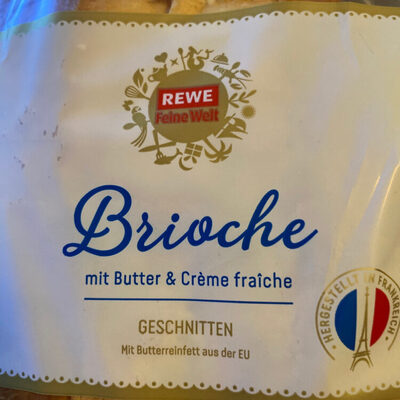 REWE
Feine Welt
Brioche
mit Butter & Crème fraîche
GESCHNITTEN
Mit Butterreinfett aus der EU
HERGESTELLT IN FRANKREICH